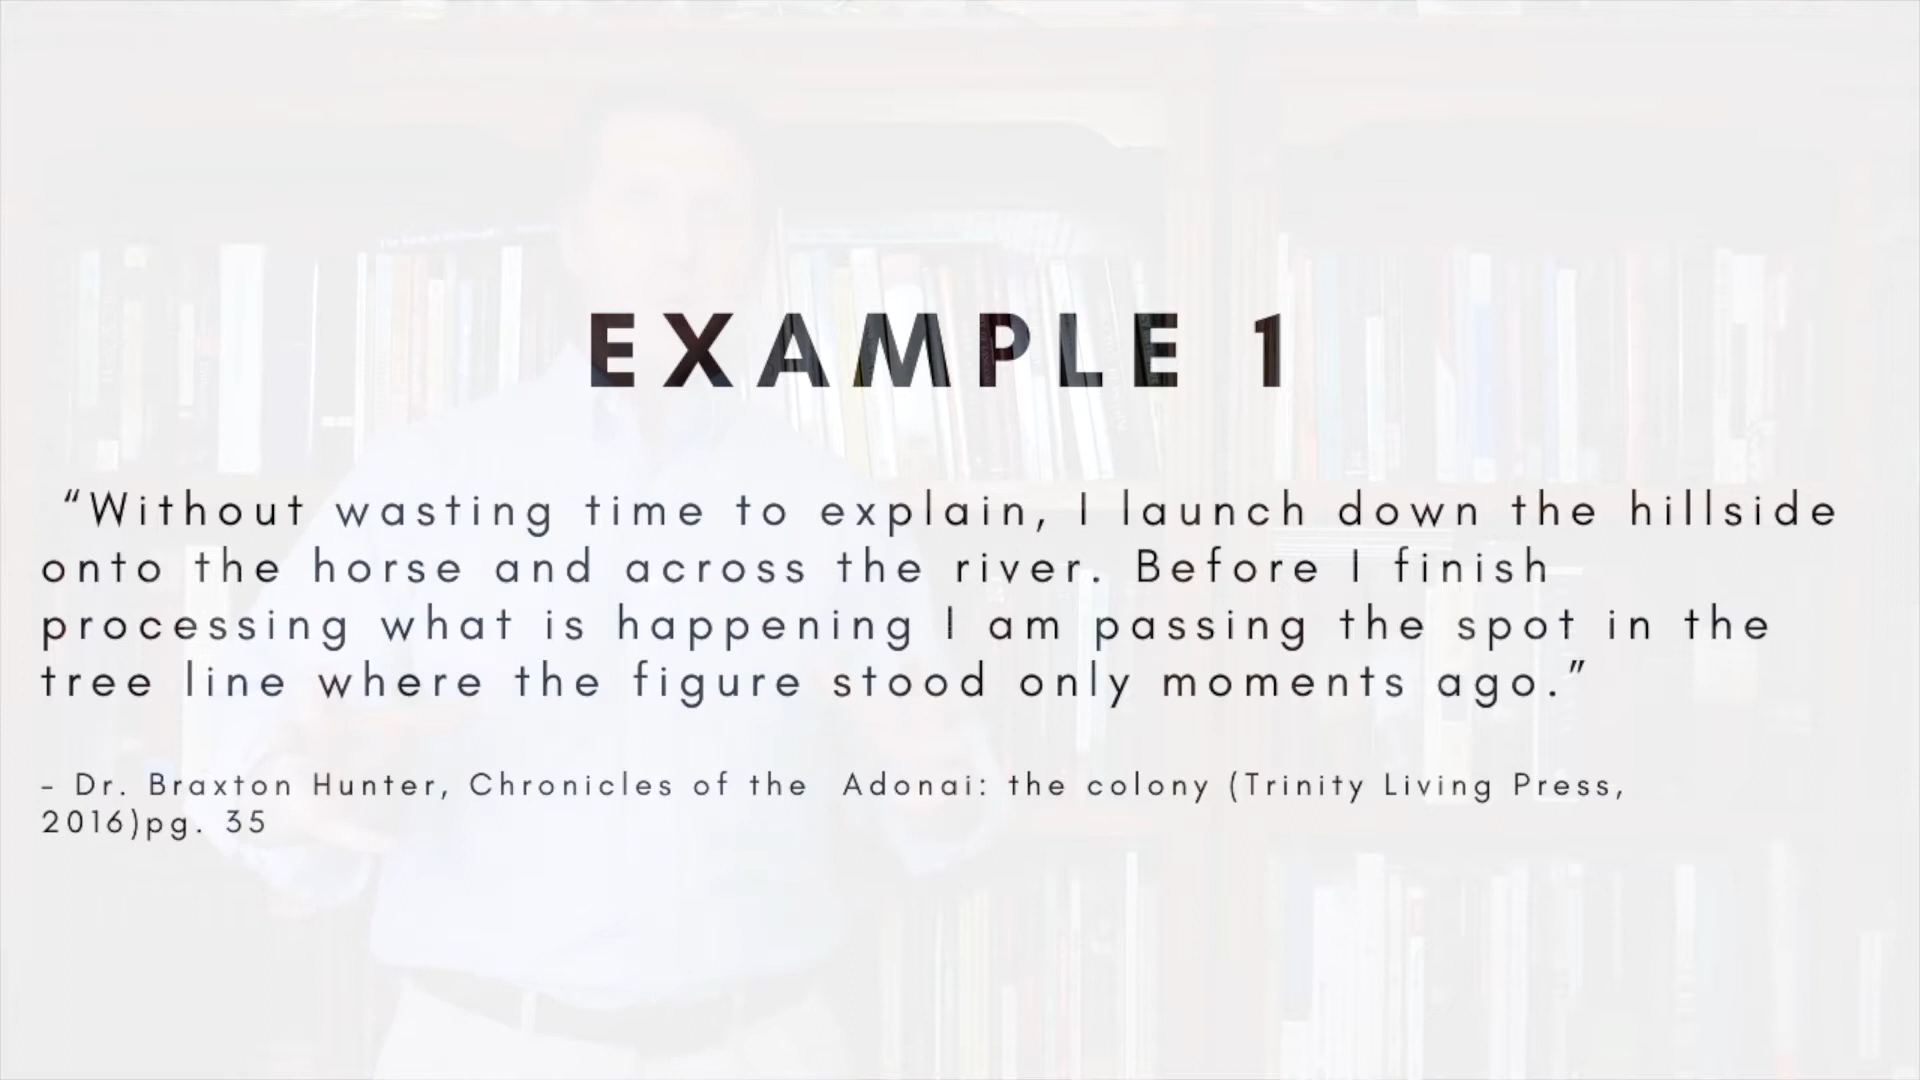 EXAMPLE 1
“Without wasting time to explain, I launch down the hillside
onto the horse and across the river. Before I finish
processing what is happening I am passing the spot in the
tree line where the figure stood only moments ago.”
- Dr. Braxton Hunter, Chronicles of the Adonai: the colony (Trinity Living Press,
2016)pg. 35